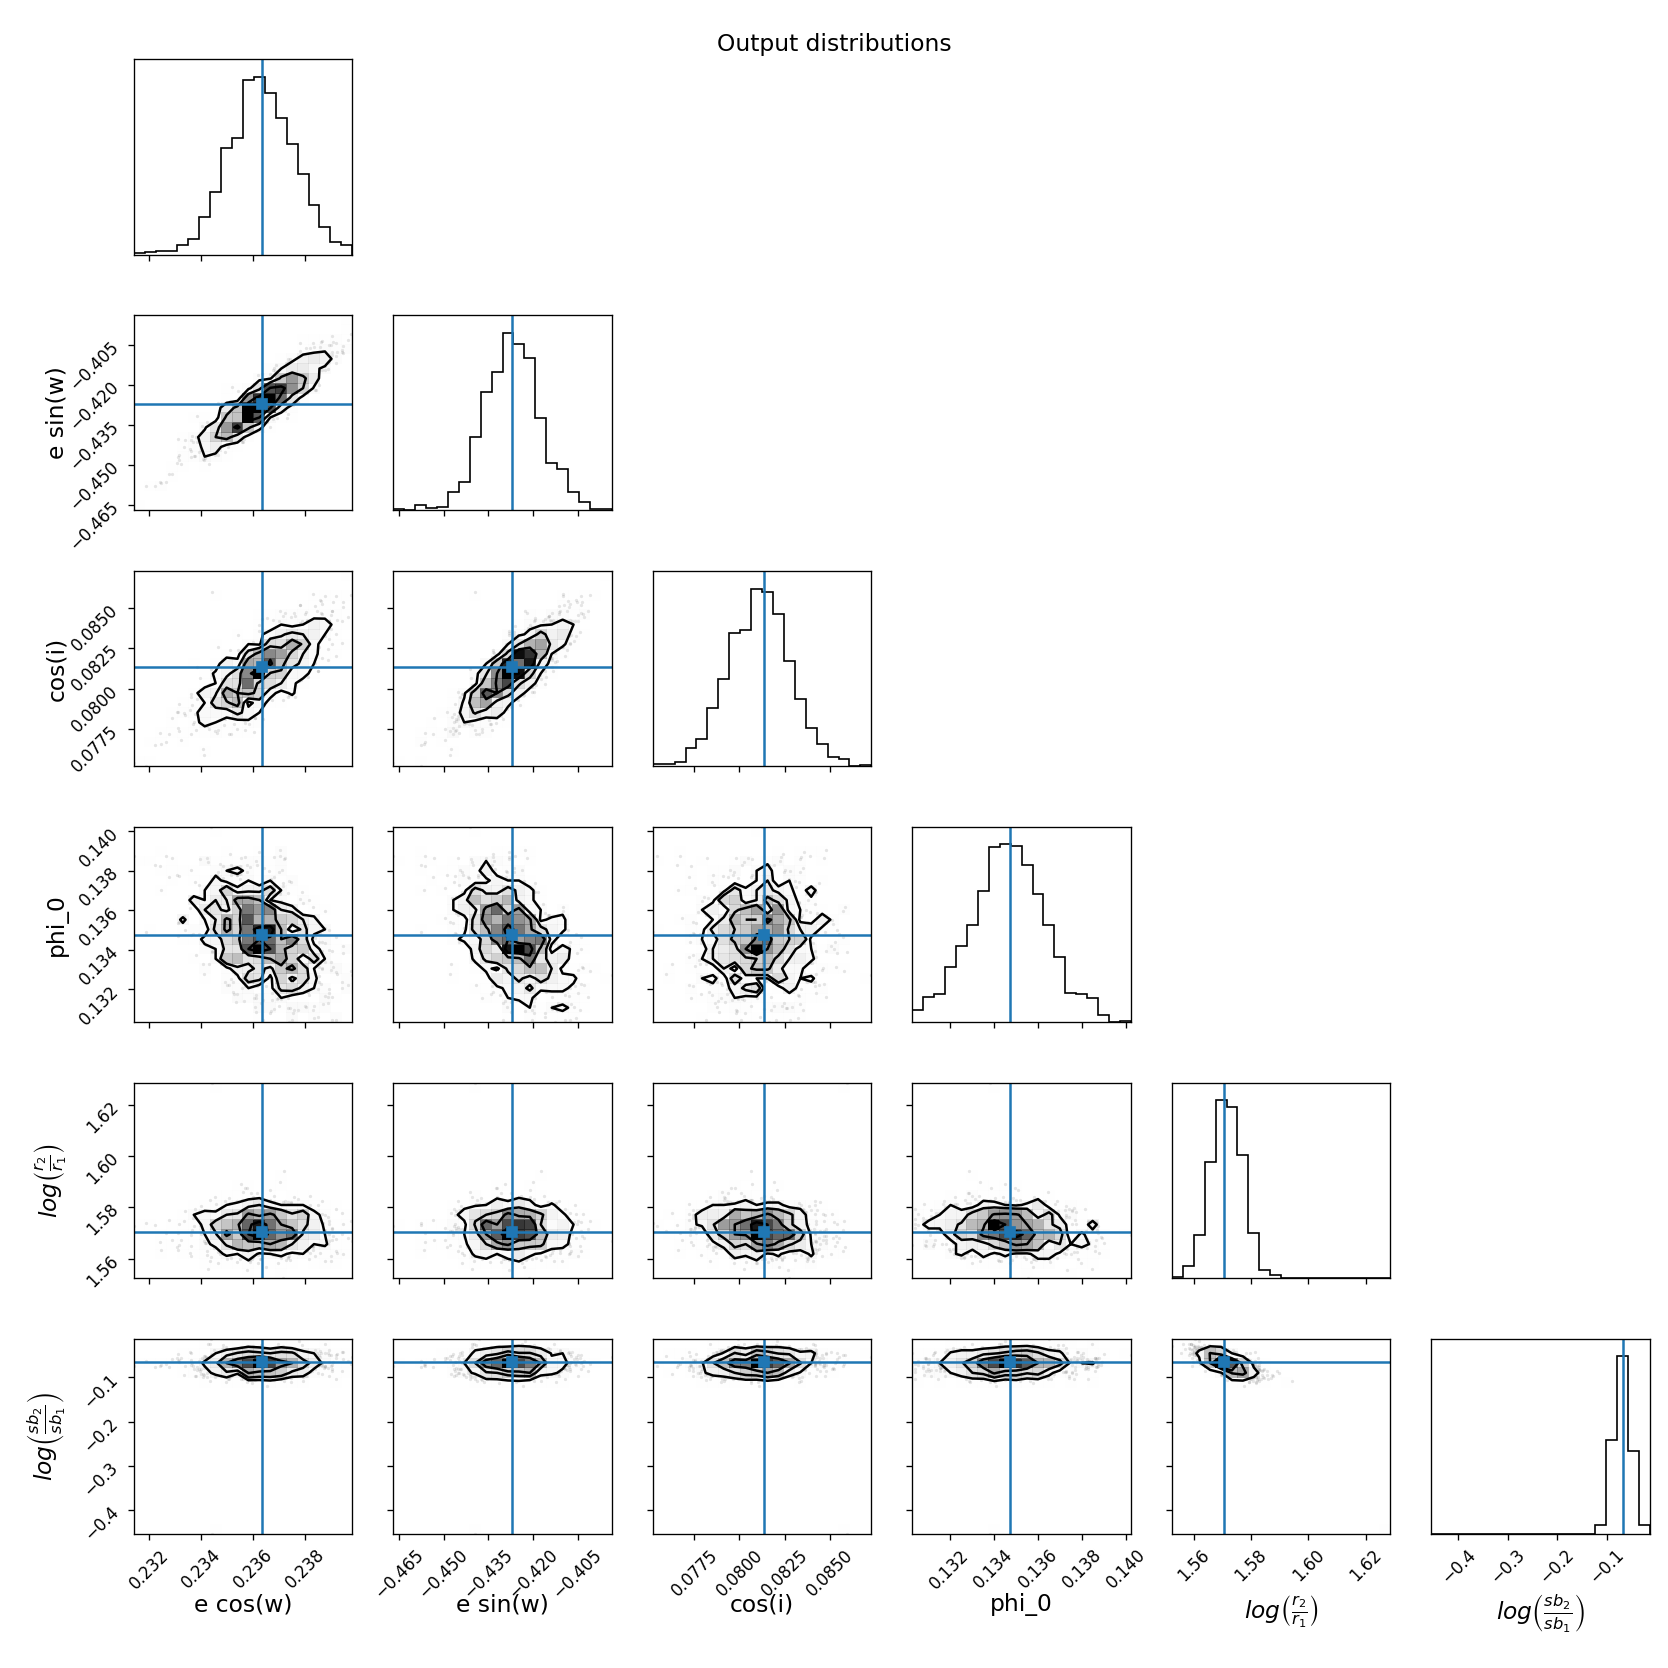 Output distributions
e sin(w)
−0.405
−0.420
−0.435
−0.450
−0.465
cos(i)
0.0850
0.0825
0.0800
0.0775
phi_0
0.140
0.138
0.136
0.134
0.132
log(r₂/r₁)
1.62
1.60
1.58
1.56
log(sb₂/sb₁)
−0.1
−0.2
−0.3
−0.4
0.232 0.234 0.236 0.238
−0.465 −0.450 −0.435 −0.420 −0.405
0.0775 0.0800 0.0825 0.0850
0.132 0.134 0.136 0.138 0.140
1.56 1.58 1.60 1.62
−0.4 −0.3 −0.2 −0.1
e cos(w)
e sin(w)
cos(i)
phi_0
log(r₂/r₁)
log(sb₂/sb₁)